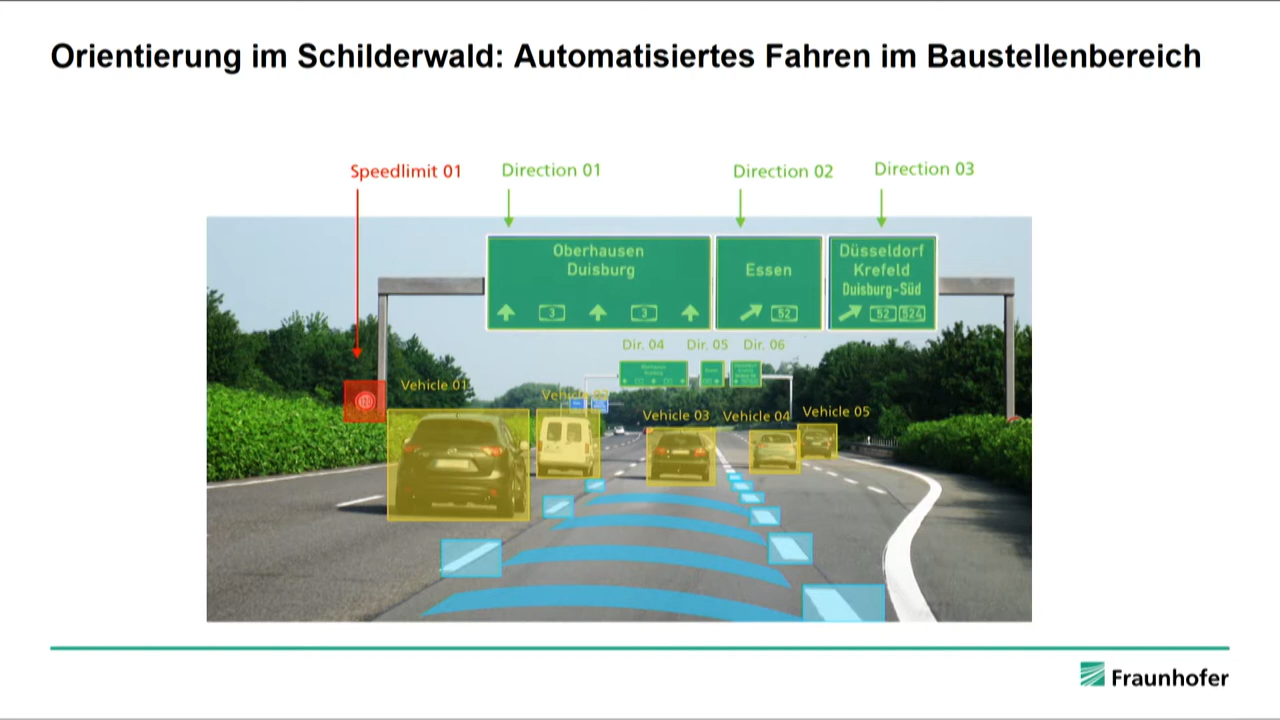 Orientierung im Schilderwald: Automatisiertes Fahren im Baustellenbereich
Speedlimit 01
Direction 01
Direction 02
Direction 03
Oberhausen
Duisburg
3
3
Essen
52
Düsseldorf
Krefeld
Duisburg-Süd
52
524
Dir. 04
Dir. 05
Dir. 06
Vehicle 01
Vehicle 03
Vehicle 04
Vehicle 05
Fraunhofer